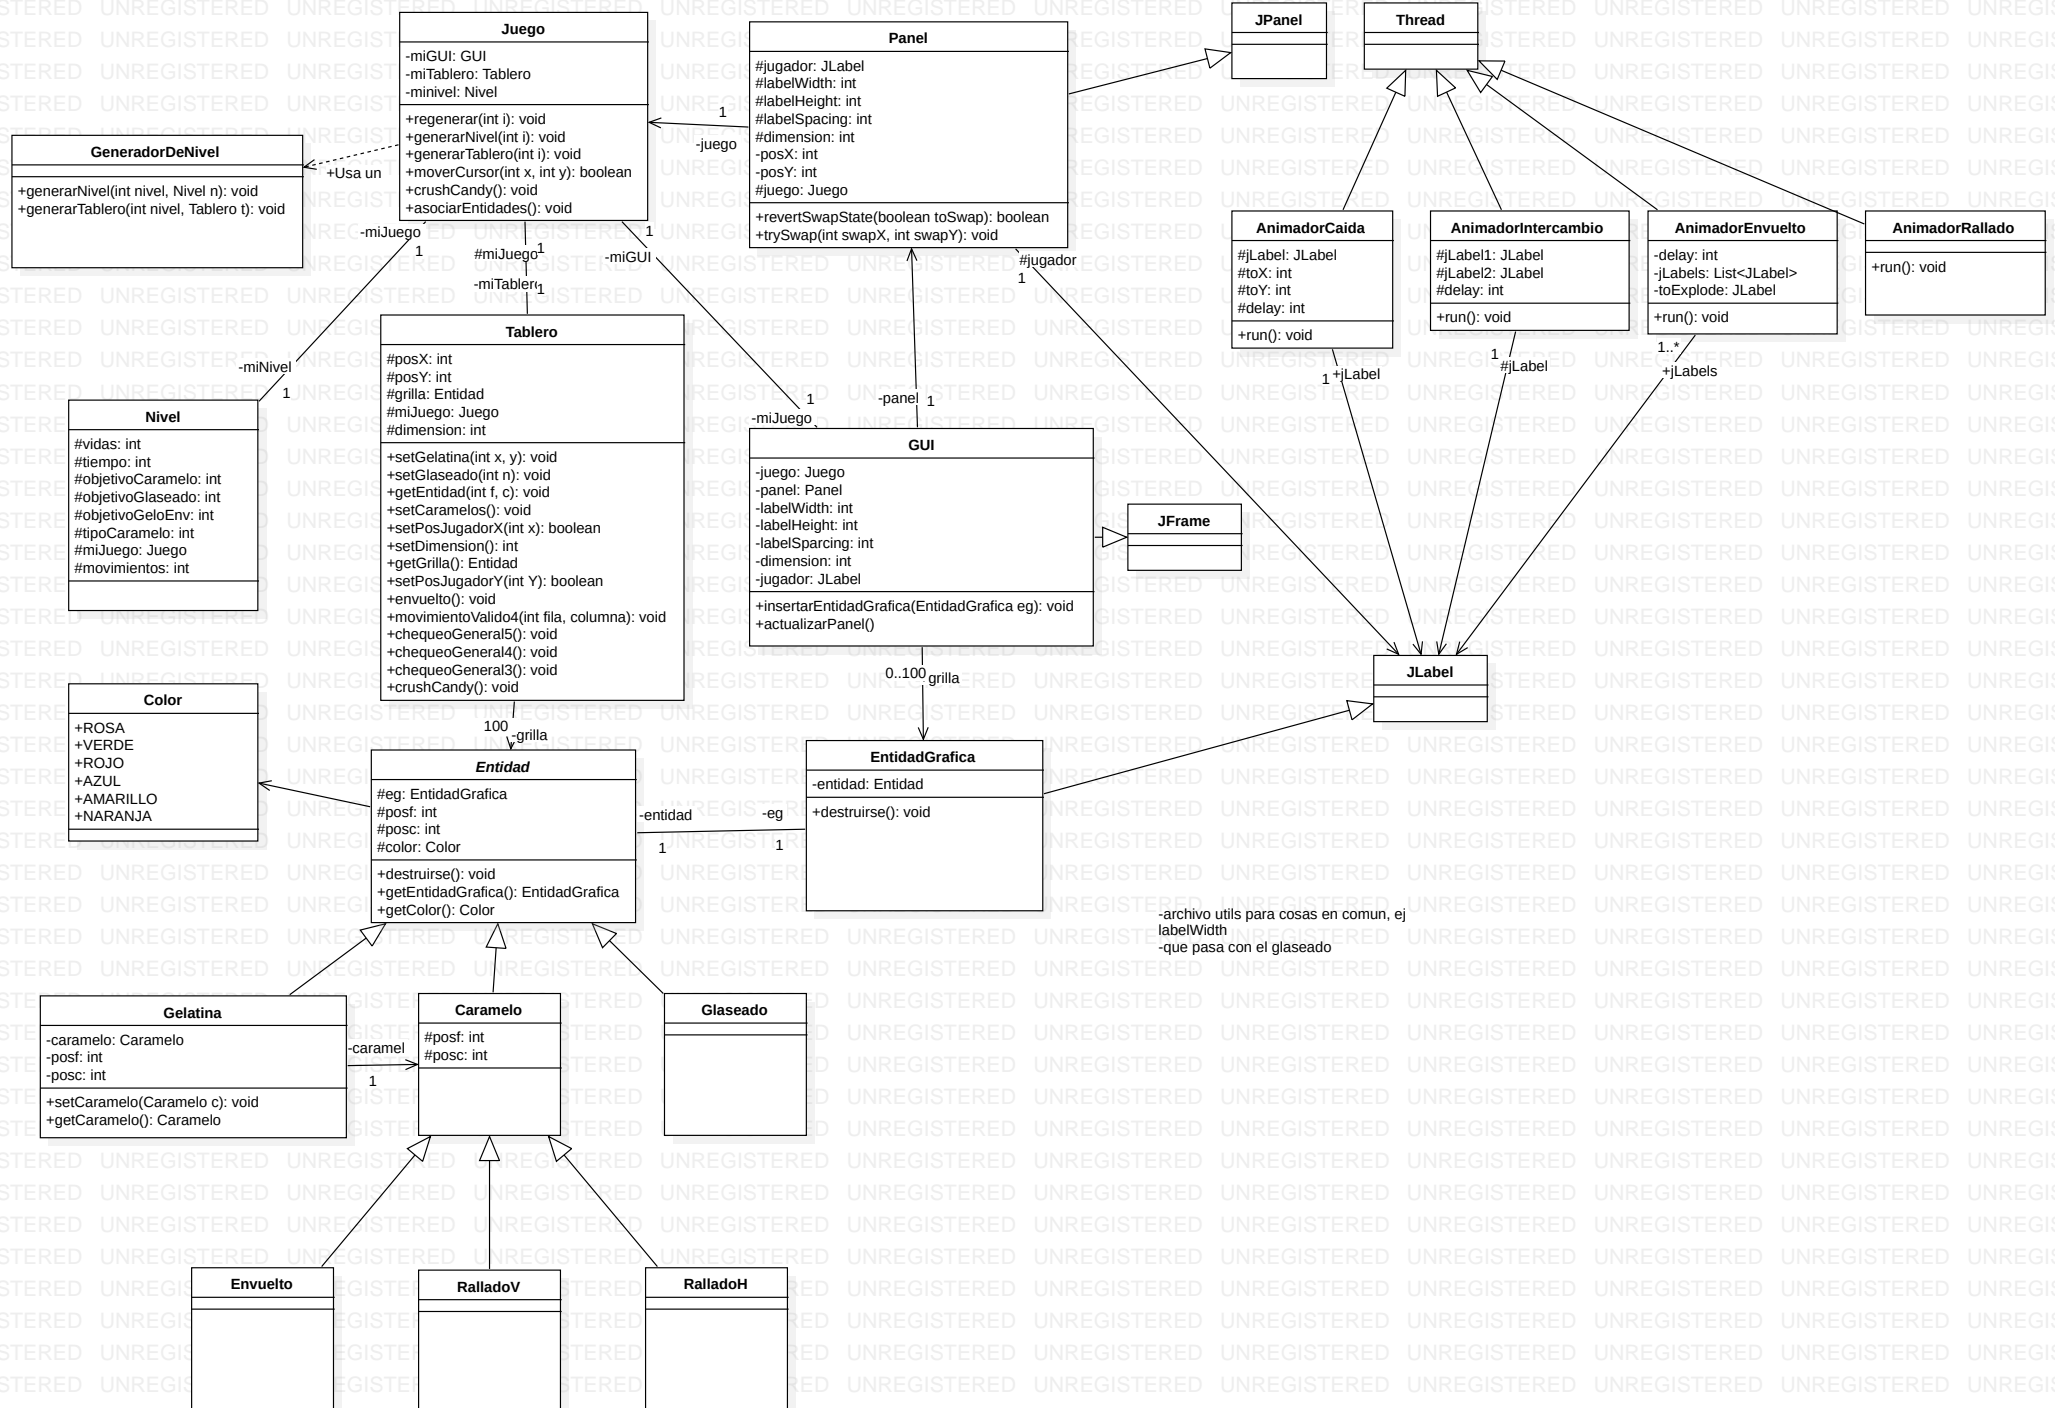 Juego
-miGUI: GUI
-miTablero: Tablero
-minivel: Nivel
+regenerar(int i): void
+generarNivel(int i): void
+generarTablero(int i): void
+moverCursor(int x, int y): boolean
+crushCandy(): void
+asociarEntidades(): void
Panel
#jugador: JLabel
#labelWidth: int
#labelHeight: int
#labelSpacing: int
#dimension: int
-posX: int
-posY: int
#juego: Juego
+revertSwapState(boolean toSwap): boolean
+trySwap(int swapX, int swapY): void
JPanel
Thread
1
-juego
GeneradorDeNivel
+generarNivel(int nivel, Nivel n): void
+generarTablero(int nivel, Tablero t): void
+Usa un
AnimadorCaida
#jLabel: JLabel
#toX: int
#toY: int
#delay: int
+run(): void
AnimadorIntercambio
#jLabel1: JLabel
#jLabel2: JLabel
#delay: int
+run(): void
AnimadorEnvuelto
-delay: int
-jLabels: List<JLabel>
-toExplode: JLabel
+run(): void
AnimadorRallado
+run(): void
-miJuego
1
#miJuego
1
-miTablero
1
1
-miGUI
#jugador
1
1
+jLabel
1
#jLabel
1..*
+jLabels
-miNivel
1
1
-miJuego
-panel
1
Nivel
#vidas: int
#tiempo: int
#objetivoCaramelo: int
#objetivoGlaseado: int
#objetivoGeloEnv: int
#tipoCaramelo: int
#miJuego: Juego
#movimientos: int
Tablero
#posX: int
#posY: int
#grilla: Entidad
#miJuego: Juego
#dimension: int
+setGelatina(int x, y): void
+setGlaseado(int n): void
+getEntidad(int f, c): void
+setCaramelos(): void
+setPosJugadorX(int x): boolean
+setDimension(): int
+getGrilla(): Entidad
+setPosJugadorY(int Y): boolean
+envuelto(): void
+movimientoValido4(int fila, columna): void
+chequeoGeneral5(): void
+chequeoGeneral4(): void
+chequeoGeneral3(): void
+crushCandy(): void
GUI
-juego: Juego
-panel: Panel
-labelWidth: int
-labelHeight: int
-labelSparcing: int
-dimension: int
-jugador: JLabel
+insertarEntidadGrafica(EntidadGrafica eg): void
+actualizarPanel()
JFrame
JLabel
0..100
grilla
100
-grilla
Color
+ROSA
+VERDE
+ROJO
+AZUL
+AMARILLO
+NARANJA
Entidad
#eg: EntidadGrafica
#posf: int
#posc: int
#color: Color
+destruirse(): void
+getEntidadGrafica(): EntidadGrafica
+getColor(): Color
-entidad
1
-eg
1
EntidadGrafica
-entidad: Entidad
+destruirse(): void
-archivo utils para cosas en comun, ej
labelWidth
-que pasa con el glaseado
Gelatina
-caramelo: Caramelo
-posf: int
-posc: int
+setCaramelo(Caramelo c): void
+getCaramelo(): Caramelo
-caramel
1
Caramelo
#posf: int
#posc: int
Glaseado
Envuelto
RalladoV
RalladoH